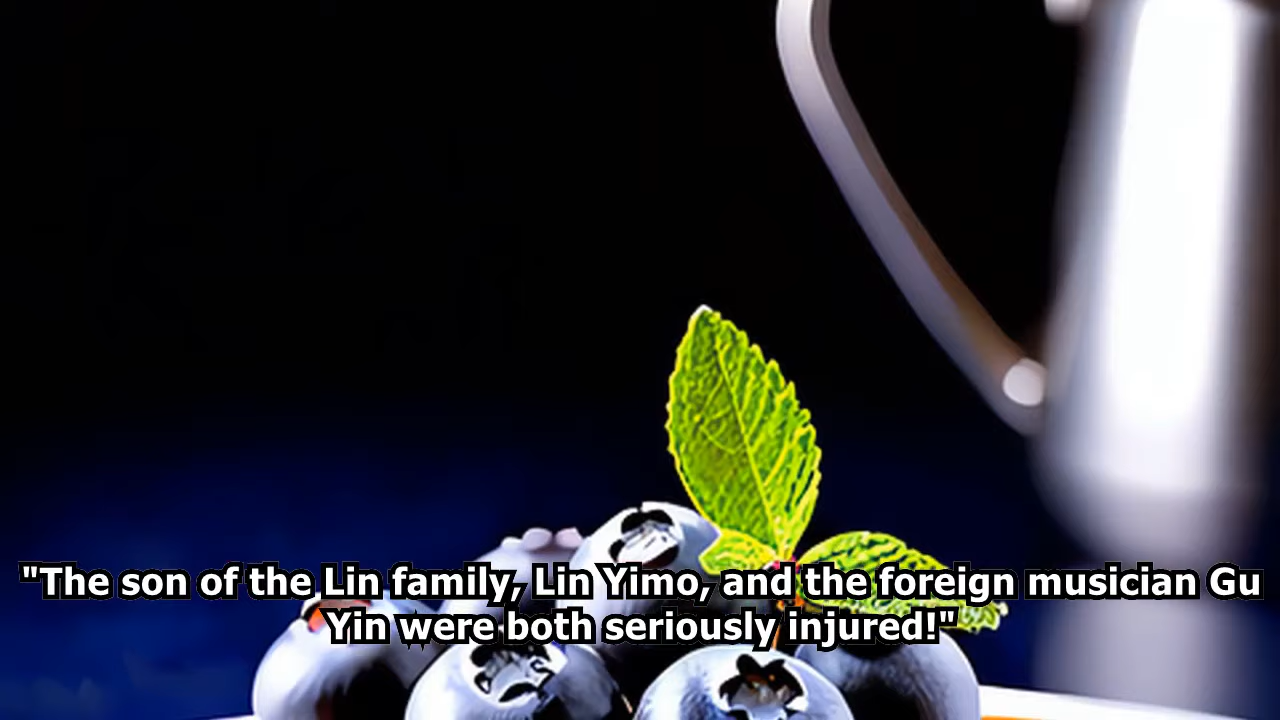 "The son of the Lin family, Lin Yimo, and the foreign musician Gu
Yin were both seriously injured!"